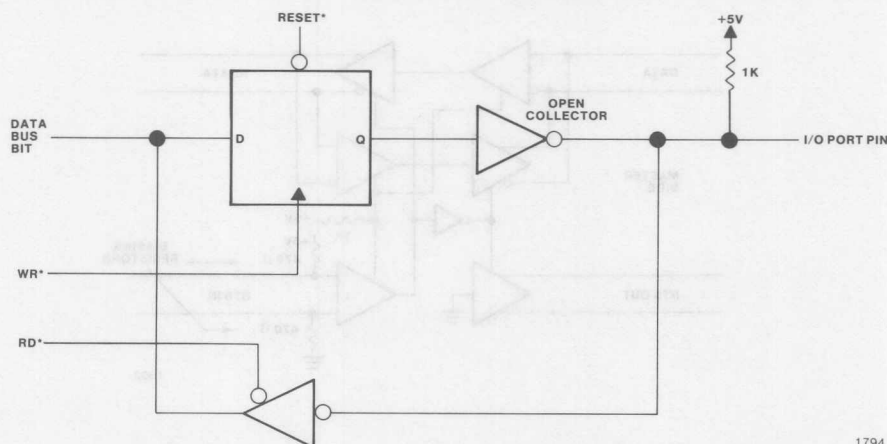 RESET*
+5V
1K
OPEN
COLLECTOR
DATA
BUS
BIT
D
Q
I/O PORT PIN
WR*
RD*
1794